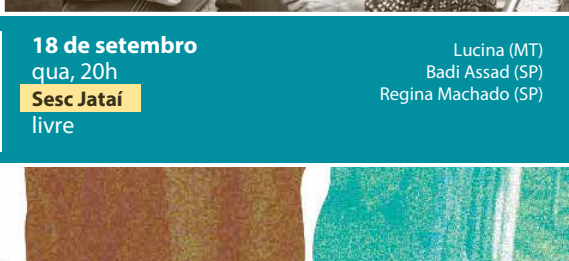 18 de setembro
qua, 20h
Sesc Jataí
livre
Lucina (MT)
Badi Assad (SP)
Regina Machado (SP)